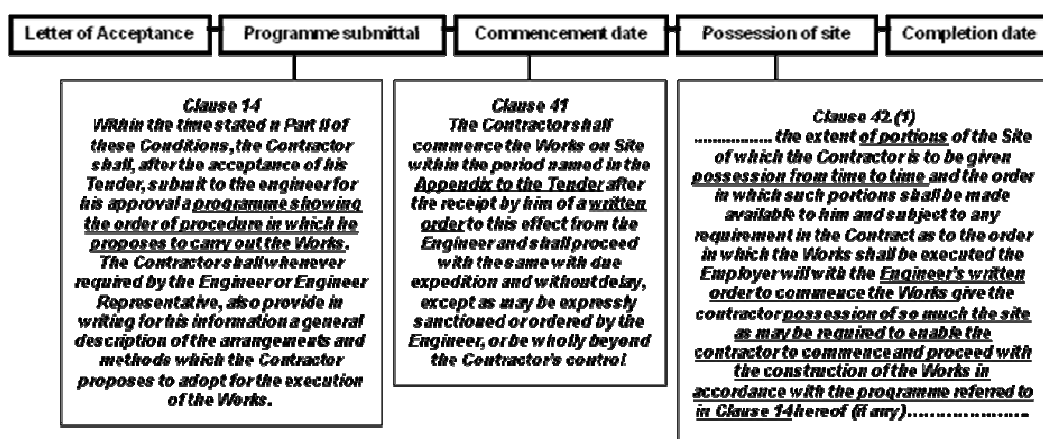 Letter of Acceptance
Programme submittal
Commencement date
Possession of site
Completion date
Clause 14
Within the time stated n Part II of
these Conditions, the Contractor
shall, after the acceptance of his
Tender, submit to the engineer for
his approval a programme showing
the order of procedure in which he
proposes to carry out the Works.
The Contractor shall whenever
required by the Engineer or Engineer
Representative, also provide in
writing for his information a general
description of the arrangements and
methods which the Contractor
proposes to adopt for the execution
of the Works.
Clause 41
The Contractor shall
commence the Works on Site
within the period named in the
Appendix to the Tender after
the receipt by him of a written
order to this effect from the
Engineer and shall proceed
with the same with due
expedition and without delay,
except as may be expressly
sanctioned or ordered by the
Engineer, or be wholly beyond
the Contractor's control
Clause 42.(1)
................ the extent of portions of the Site
of which the Contractor is to be given
possession from time to time and the order
in which such portions shall be made
available to him and subject to any
requirement in the Contract as to the order
in which the Works shall be executed the
Employer will with the Engineer's written
order to commence the Works give the
contractor possession of so much the site
as may be required to enable the
contractor to commence and proceed with
the construction of the Works in
accordance with the programme referred to
in Clause 14 hereof (if any)........................